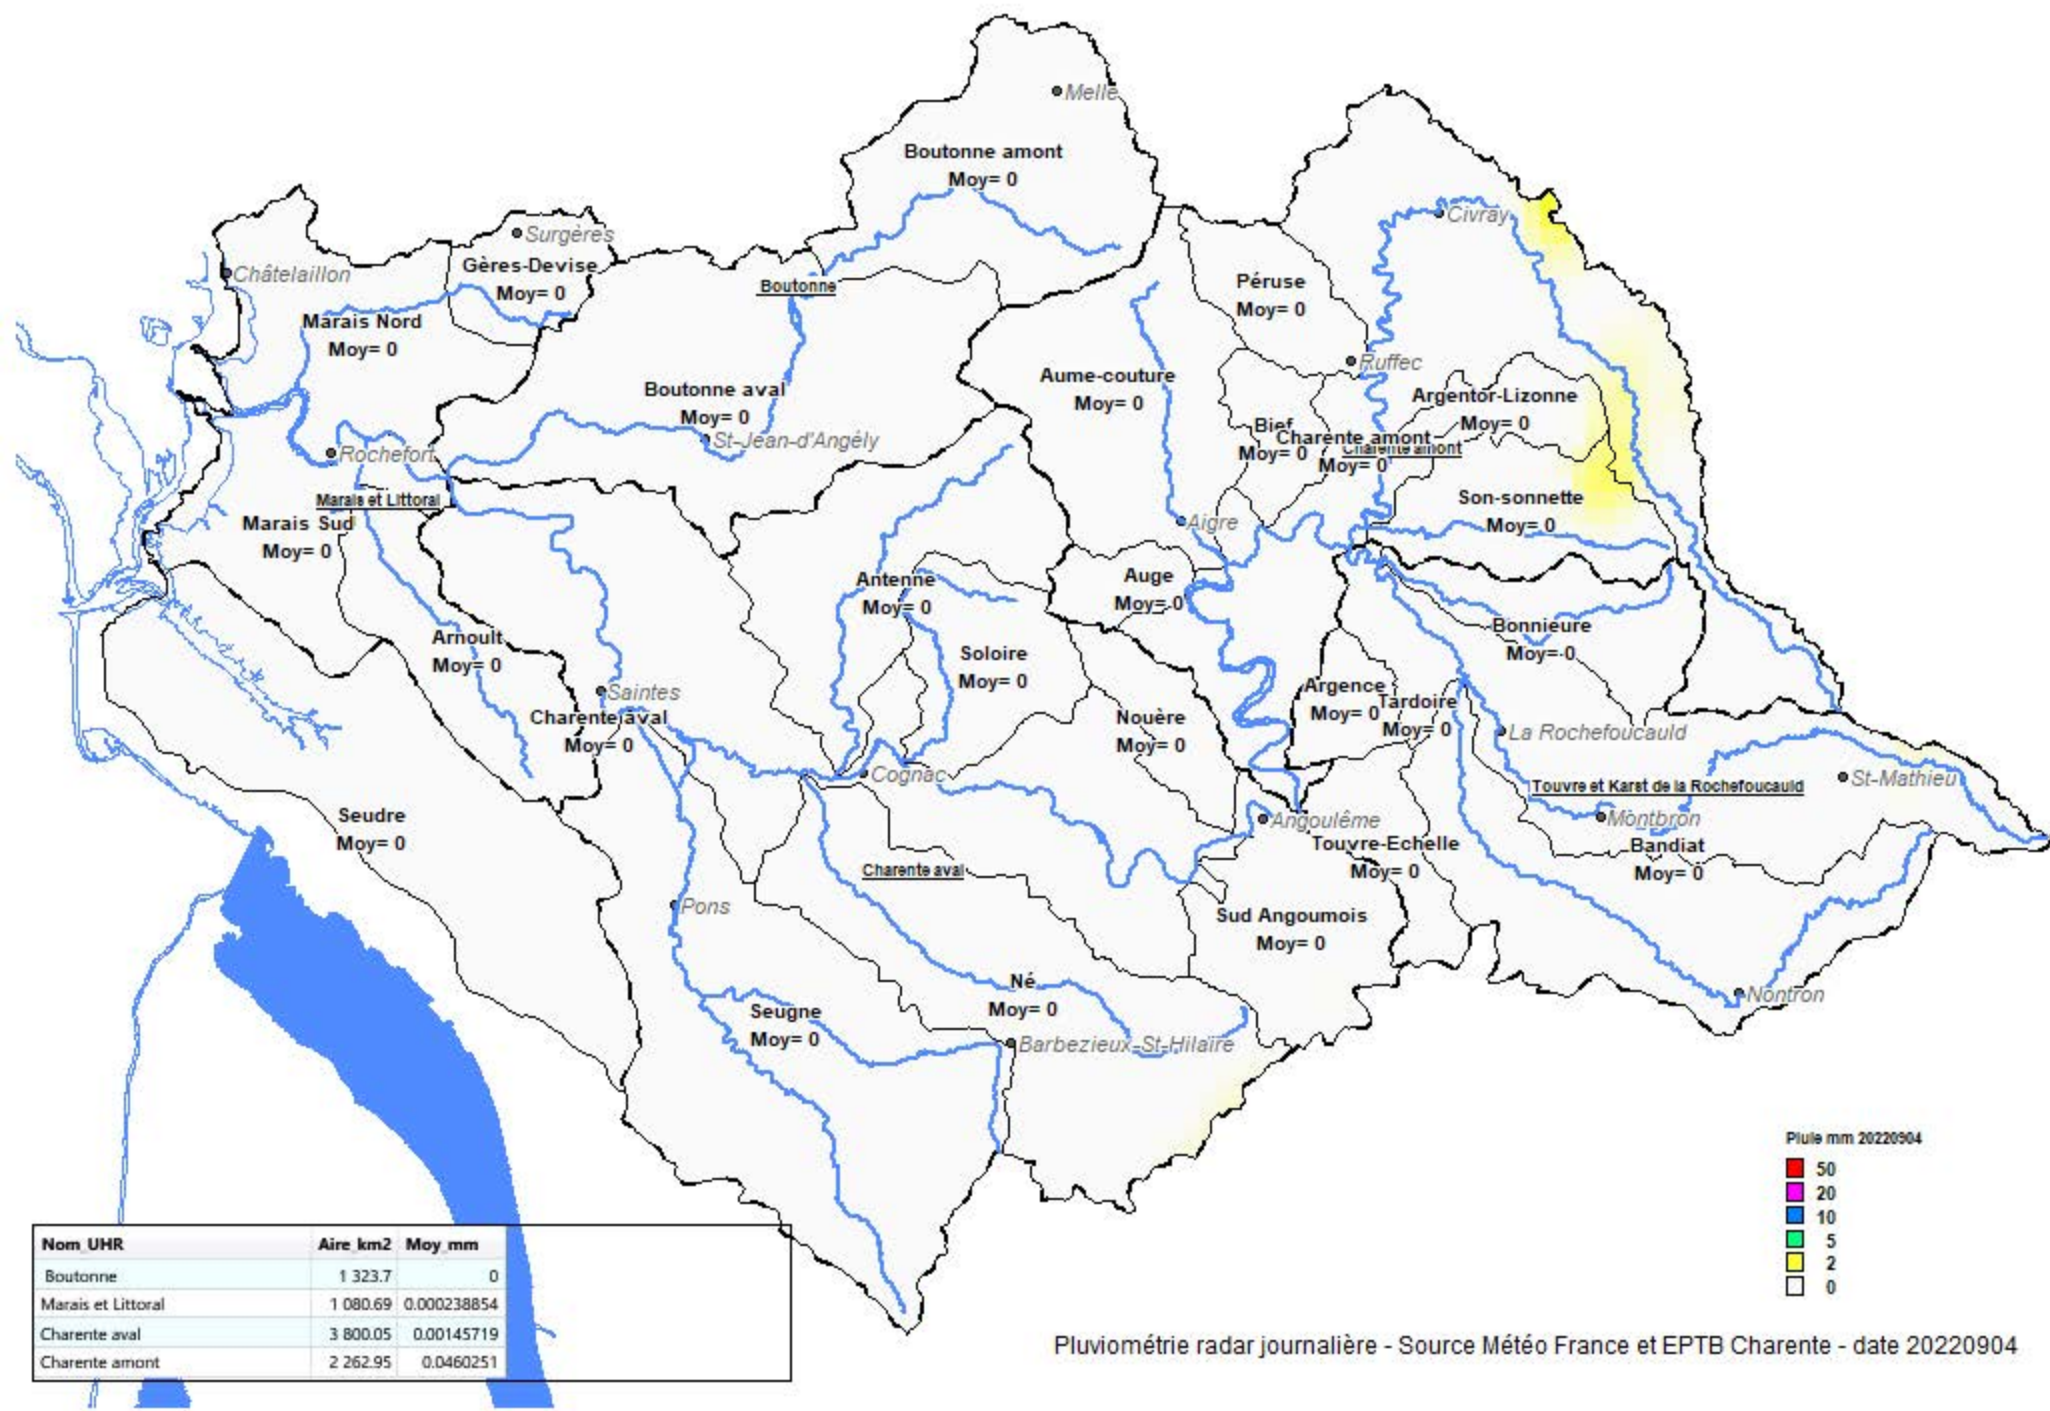 Melle
Boutonne amont
Moy= 0
Civray
Surgères
Châtelaillon
Gères-Devise
Moy= 0
Boutonne
Péruse
Moy= 0
Marais Nord
Moy= 0
Ruffec
Aume-couture
Moy= 0
Boutonne aval
Moy= 0
Argentor-Lizonne
Moy= 0
St-Jean-d'Angély
Bief
Moy= 0
Charente amont
Moy= 0
Charente amont
Rochefort
Marais et Littoral
Son-sonnette
Moy= 0
Marais Sud
Moy= 0
Aigre
Antenne
Moy= 0
Auge
Moy= 0
Bonnieure
Moy= 0
Arnoult
Moy= 0
Soloire
Moy= 0
Saintes
Argence
Moy= 0
Tardoire
Moy= 0
Charente aval
Moy= 0
Nouère
Moy= 0
La Rochefoucauld
Cognac
St-Mathieu
Touvre et Karst de la Rochefoucauld
Seudre
Moy= 0
Angoulême
Montbron
Touvre-Echelle
Moy= 0
Bandiat
Moy= 0
Charente aval
Pons
Sud Angoumois
Moy= 0
Né
Moy= 0
Nontron
Seugne
Moy= 0
Barbezieux-St-Hilaire
Pluie mm 20220904
50
20
10
5
2
0
Nom_UHR Aire_km2 Moy_mm
Boutonne 1 323.7 0
Marais et Littoral 1 080.69 0.000238854
Charente aval 3 800.05 0.00145719
Charente amont 2 262.95 0.0460251
Pluviométrie radar journalière - Source Météo France et EPTB Charente - date 20220904